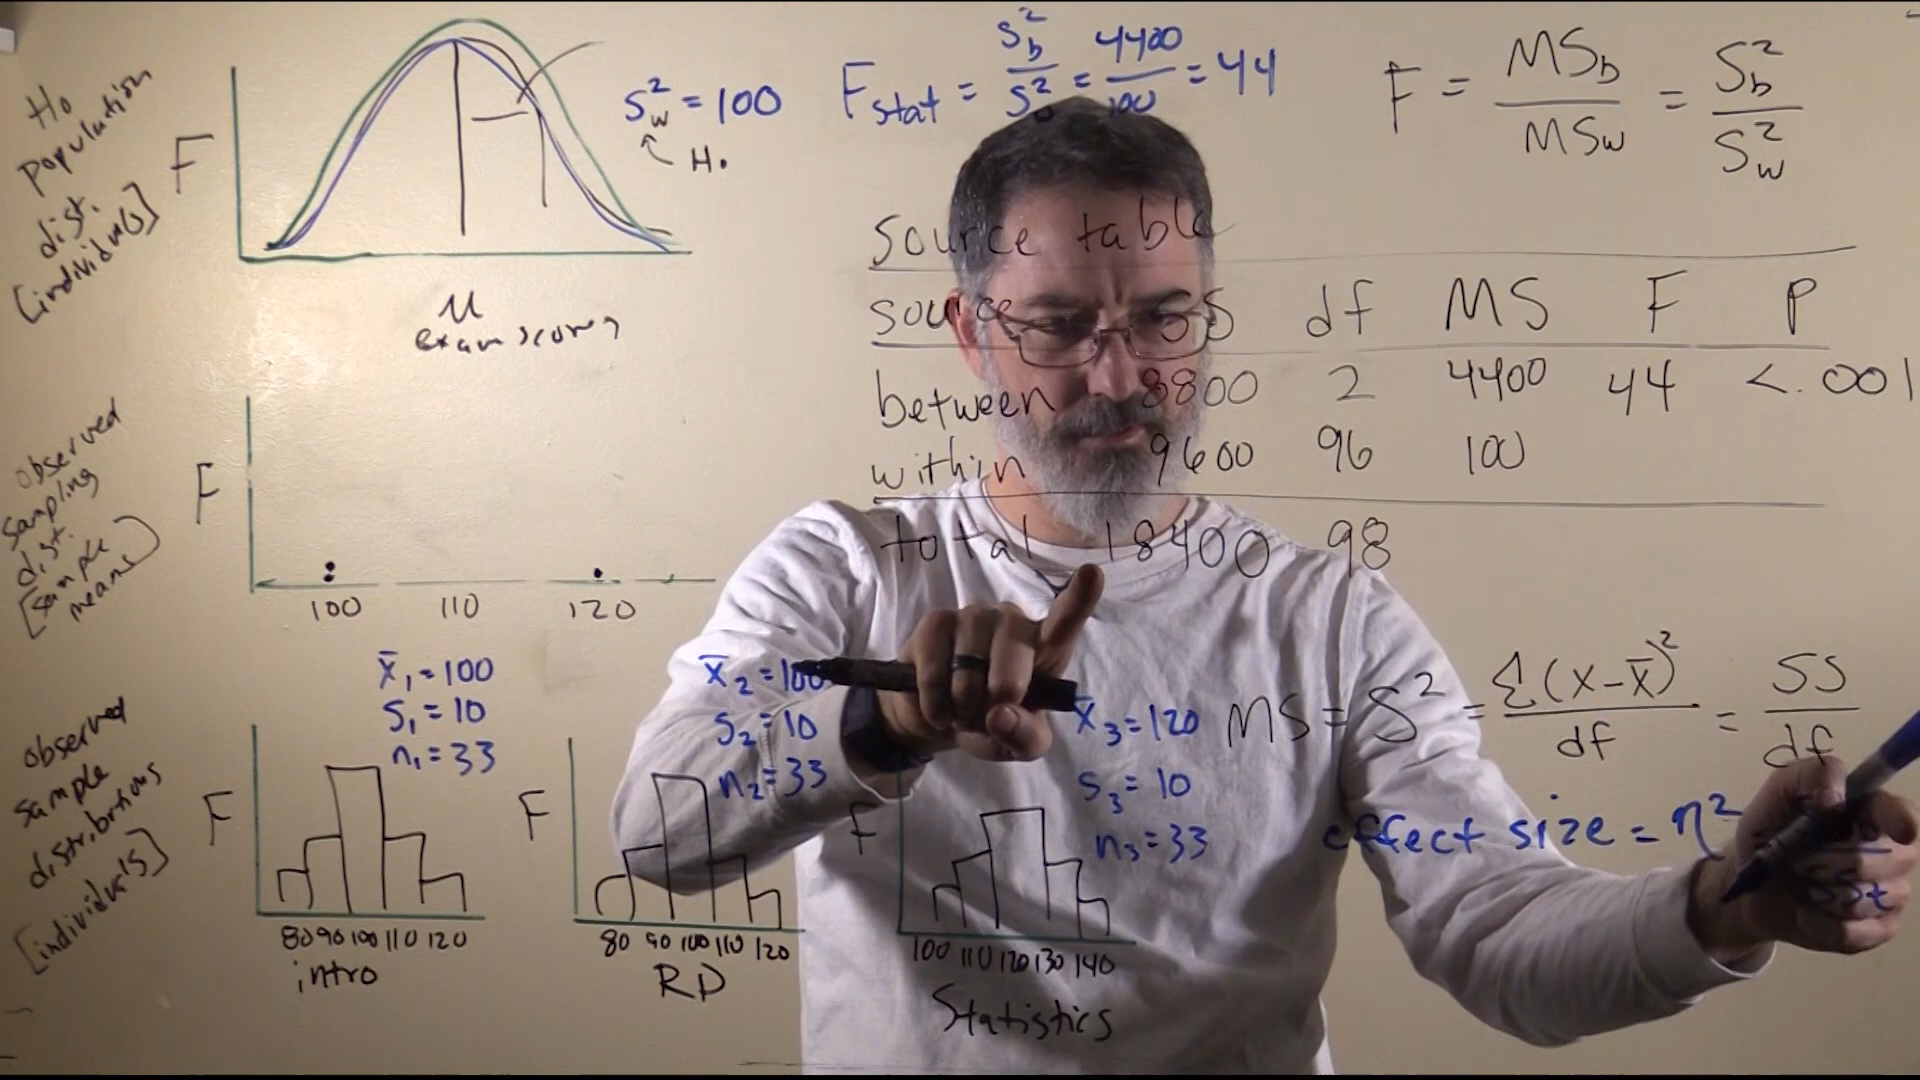 Ho
population
dist.
[individuals]
F
μ
exam scores
S²w = 100
H.
Fstat = S²b / S² = 4400 / 100 = 44
F = MSb / MSw = S²b / S²w
Source table
source SS df MS F P
between 8800 2 4400 44 <.001
within 9600 96 100
total 18400 98
observed
sampling
dist.
[sample
means]
F
100 110 120
MS = S² = Σ(x-x̄)² / df = SS / df
effect size = η² =
SSt
observed
sample
distributions
[individuals]
x̄1 = 100
S1 = 10
n1 = 33
F
80 90 100 110 120
intro
x̄2 = 100
S2 = 10
n2 = 33
F
80 90 100 110 120
RD
x̄3 = 120
S3 = 10
n3 = 33
F
100 110 120 130 140
Statistics